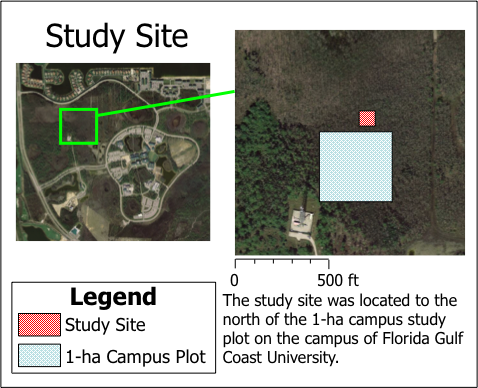 Study Site
0 500 ft
Legend
Study Site
1-ha Campus Plot
The study site was located to the
north of the 1-ha campus study
plot on the campus of Florida Gulf
Coast University.